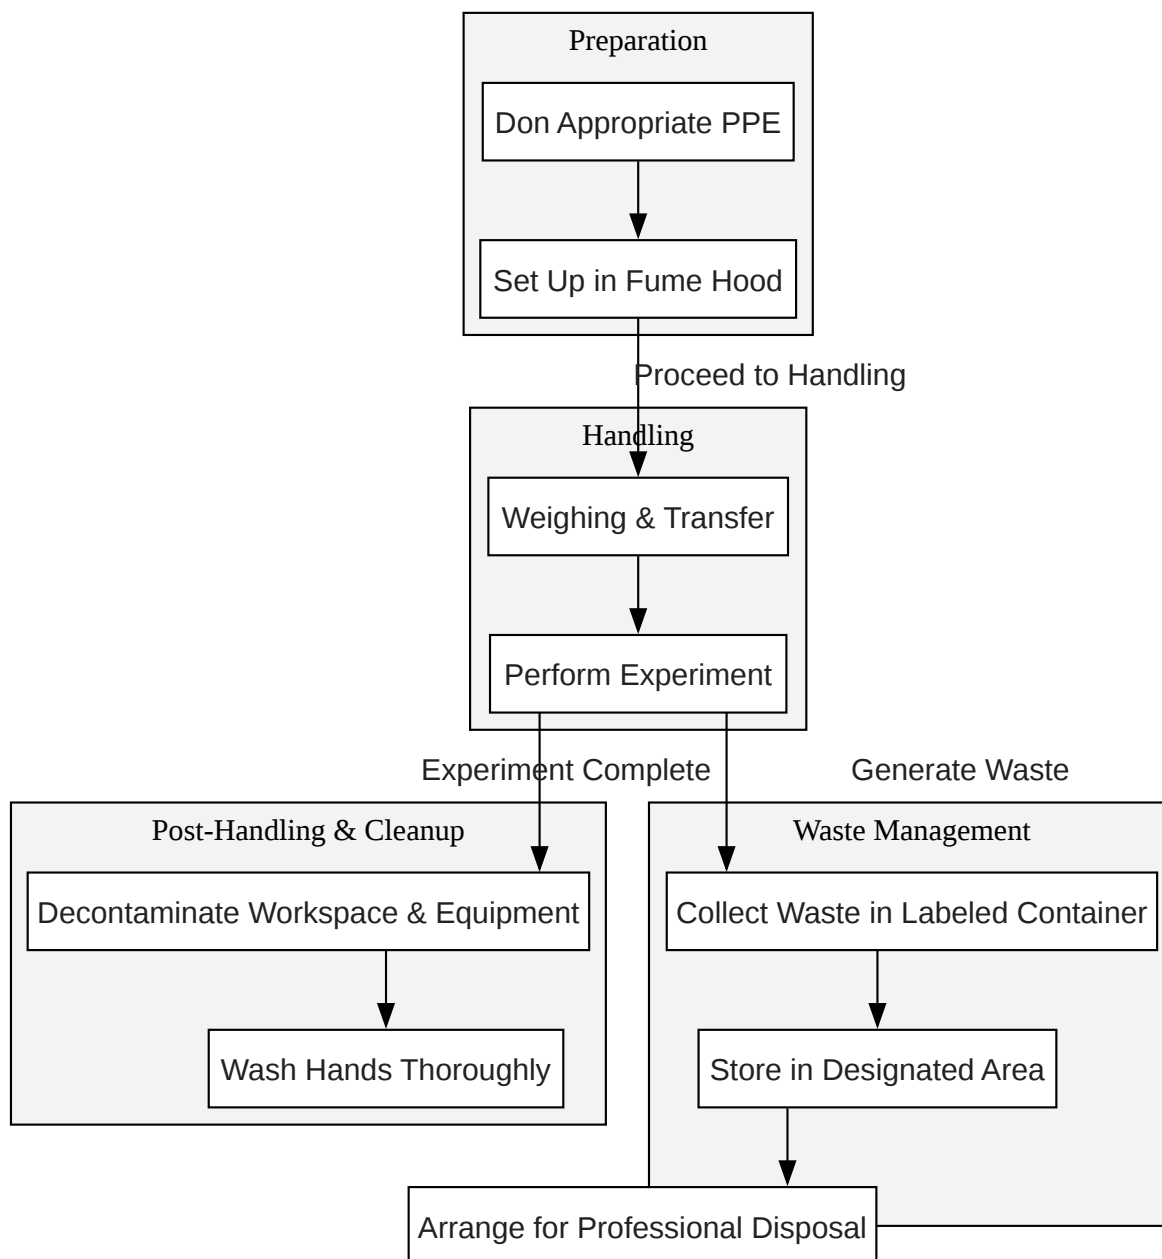 Preparation
Don Appropriate PPE
Set Up in Fume Hood
Proceed to Handling
Handling
Weighing & Transfer
Perform Experiment
Experiment Complete
Generate Waste
Post-Handling & Cleanup
Decontaminate Workspace & Equipment
Wash Hands Thoroughly
Waste Management
Collect Waste in Labeled Container
Store in Designated Area
Arrange for Professional Disposal